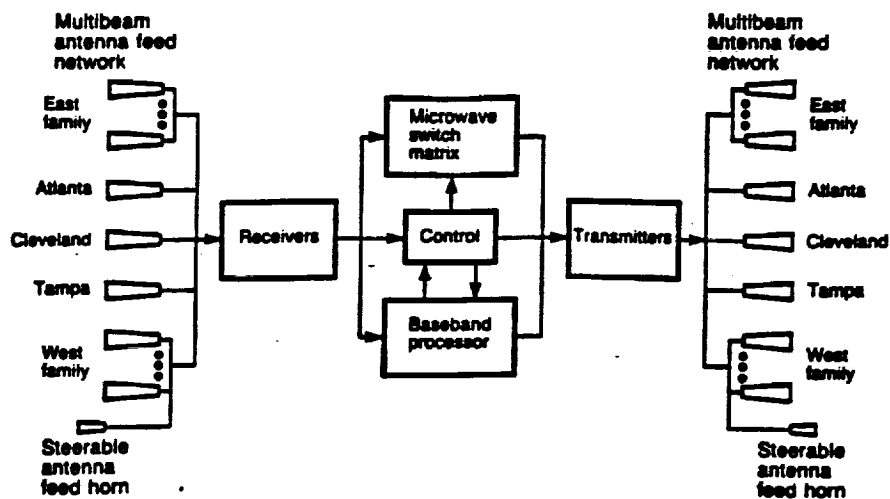 Multibeam
antenna feed
network
East
family
Atlanta
Cleveland
Tampa
West
family
Steerable
antenna
feed horn
Receivers
Microwave
switch
matrix
Control
Baseband
processor
Transmitters
Multibeam
antenna feed
network
East
family
Atlanta
Cleveland
Tampa
West
family
Steerable
antenna
feed horn